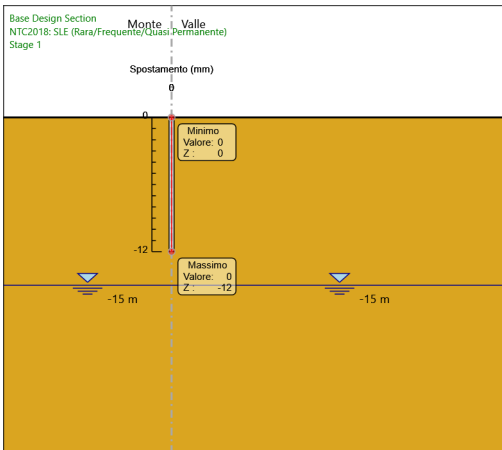 Base Design Section
Monte Valle
NTC2018: SLE (Rara/Frequente/Quasi Permanente)
Stage 1
Spostamento (mm)
0
0
Minimo
Valore: 0
Z : 0
-12
Massimo
Valore: 0
Z : -12
-15 m
-15 m